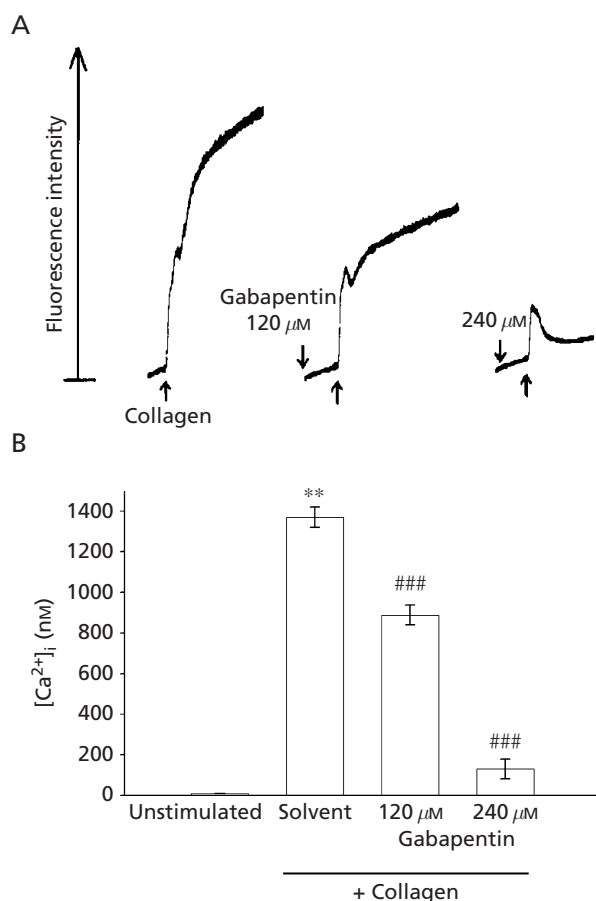 A
Fluorescence intensity
Gabapentin
120 μM
240 μM
Collagen
B
[Ca²⁺]ᵢ (nM)
1400
1200
1000
800
600
400
200
0
**
###
###
Unstimulated Solvent 120 μM 240 μM
Gabapentin
+ Collagen